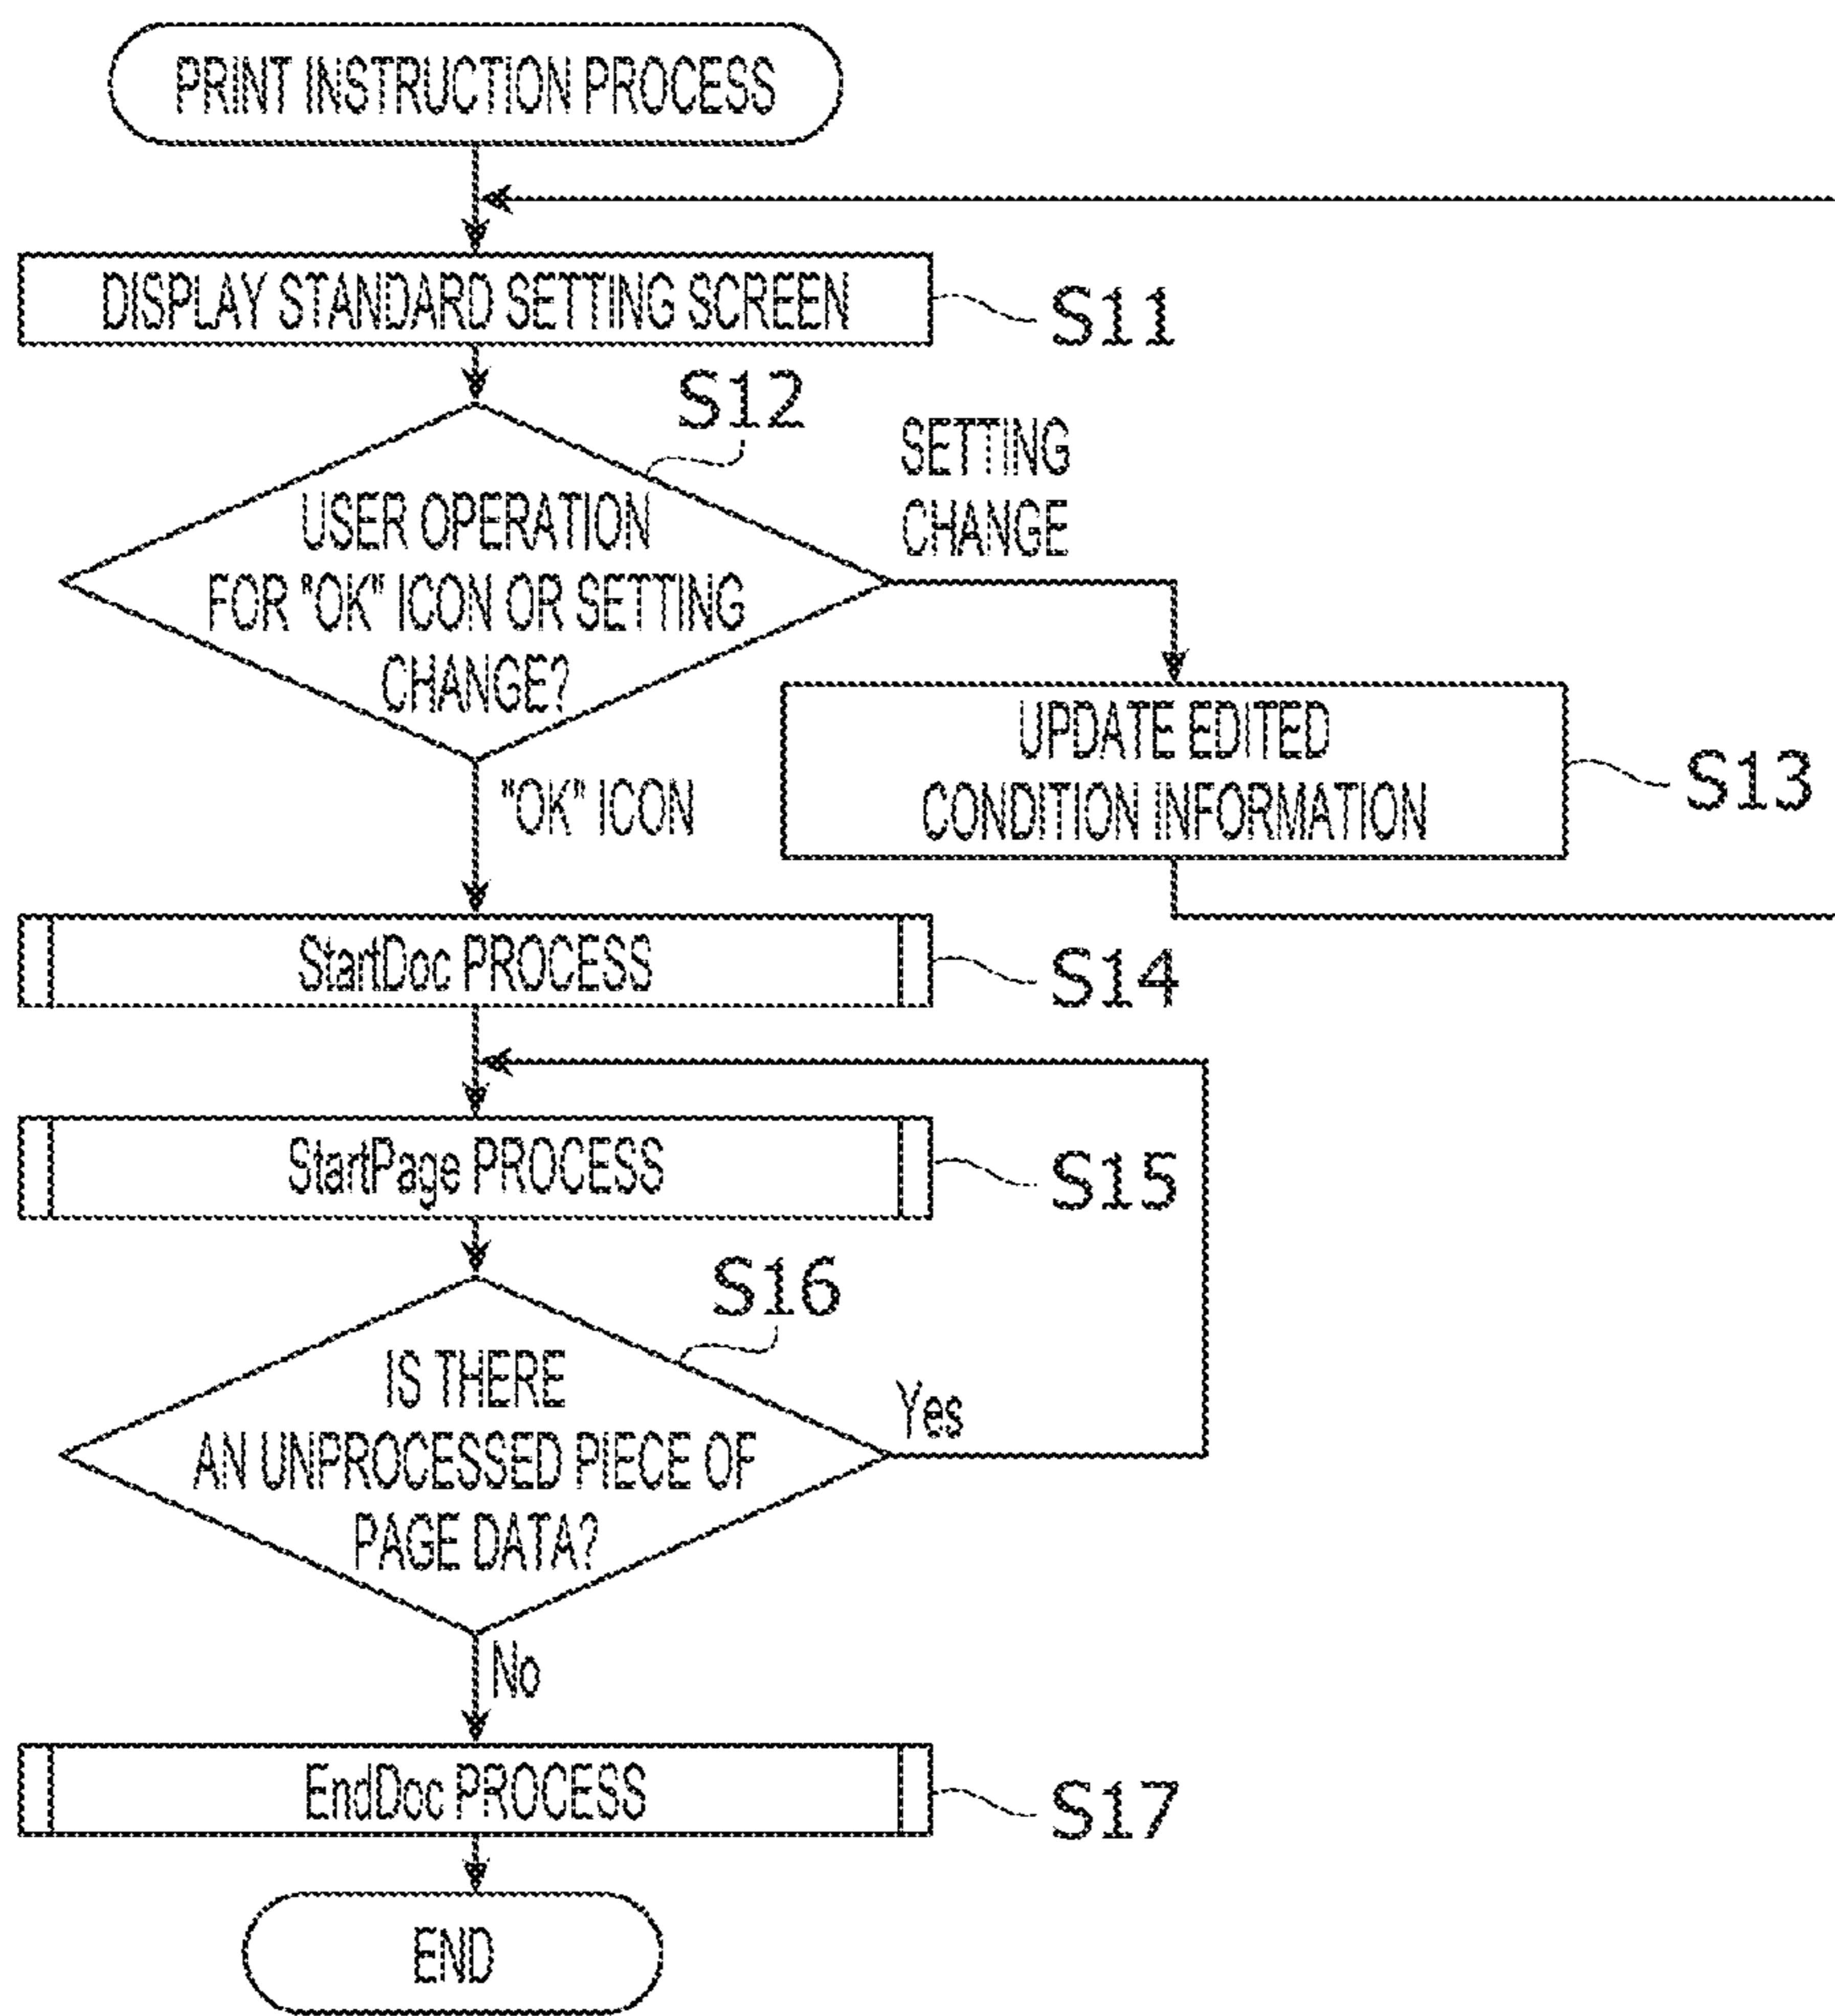 PRINT INSTRUCTION PROCESS
DISPLAY STANDARD SETTING SCREEN
S11
S12
USER OPERATION
FOR "OK" ICON OR SETTING
CHANGE?
SETTING
CHANGE
UPDATE EDITED
CONDITION INFORMATION
S13
"OK" ICON
StartDoc PROCESS
S14
StartPage PROCESS
S15
S16
IS THERE
AN UNPROCESSED PIECE OF
PAGE DATA?
Yes
No
EndDoc PROCESS
S17
END